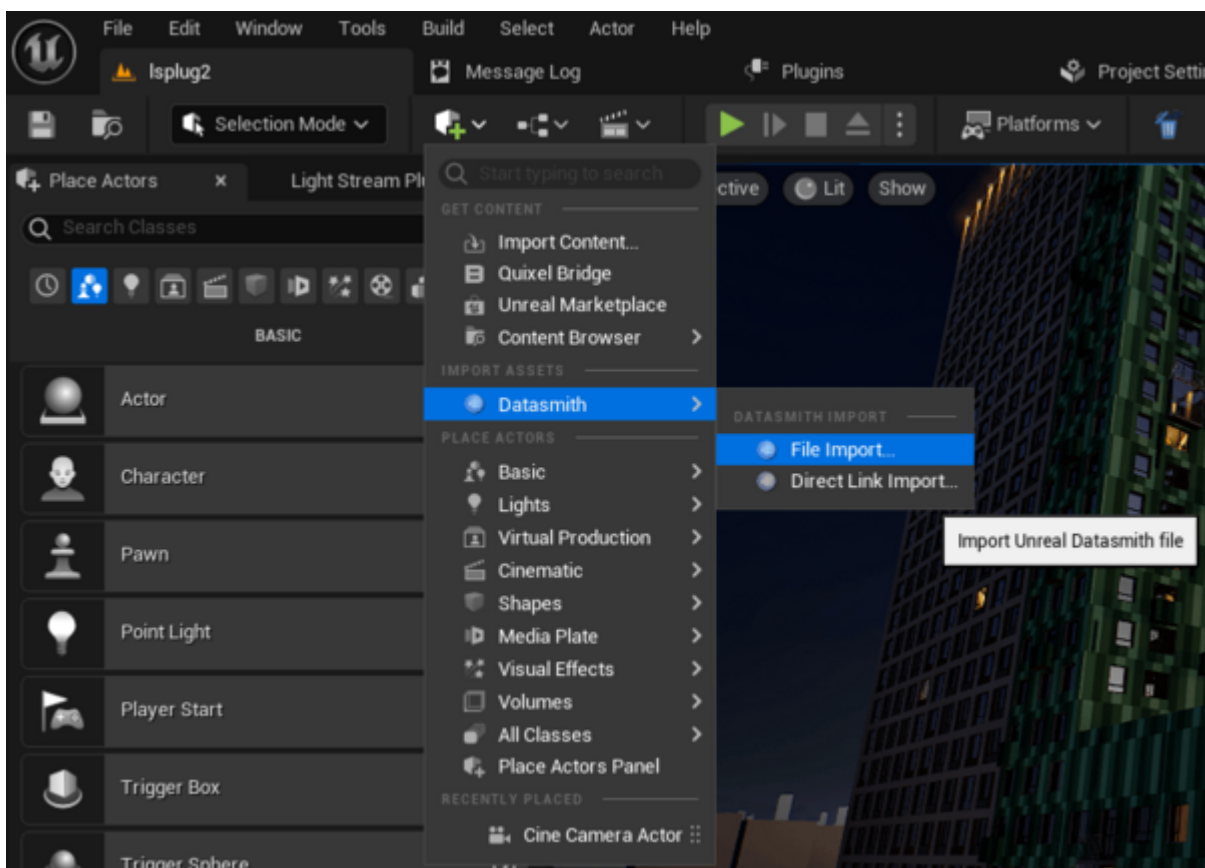 File Edit Window Tools Build Select Actor Help
lsplug2 Message Log Plugins Project Setti
Selection Mode Platforms
Place Actors Light Stream Plu
Search Classes
BASIC
Actor
Character
Pawn
Point Light
Player Start
Trigger Box
Trigger Sphere
Start typing to search
GET CONTENT
Import Content...
Quixel Bridge
Unreal Marketplace
Content Browser
IMPORT ASSETS
Datasmith
PLACE ACTORS
Basic
Lights
Virtual Production
Cinematic
Shapes
Media Plate
Visual Effects
Volumes
All Classes
Place Actors Panel
RECENTLY PLACED
Cine Camera Actor
DATASMITH IMPORT
File Import...
Direct Link Import...
Import Unreal Datasmith file
ctive Lit Show